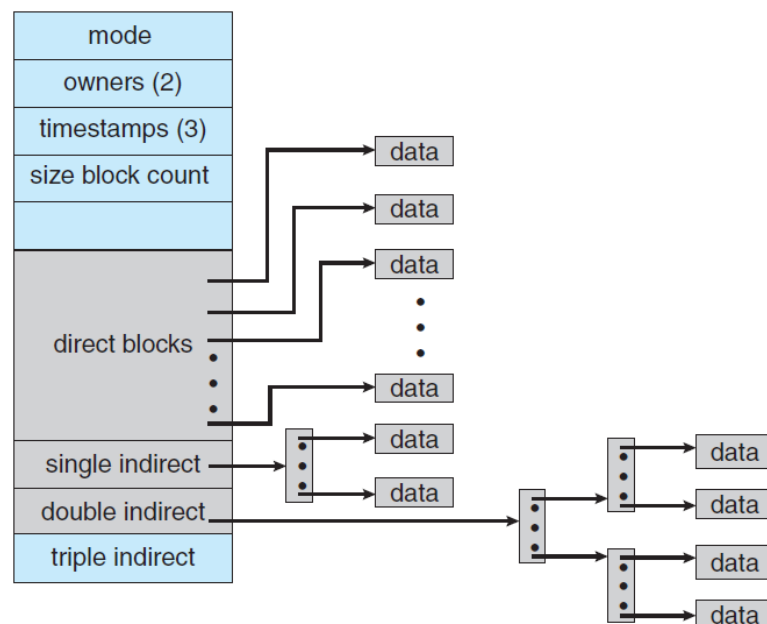 mode
owners (2)
timestamps (3)
size block count
direct blocks
single indirect
double indirect
triple indirect
data
data
data
data
data
data
data
data
data
data